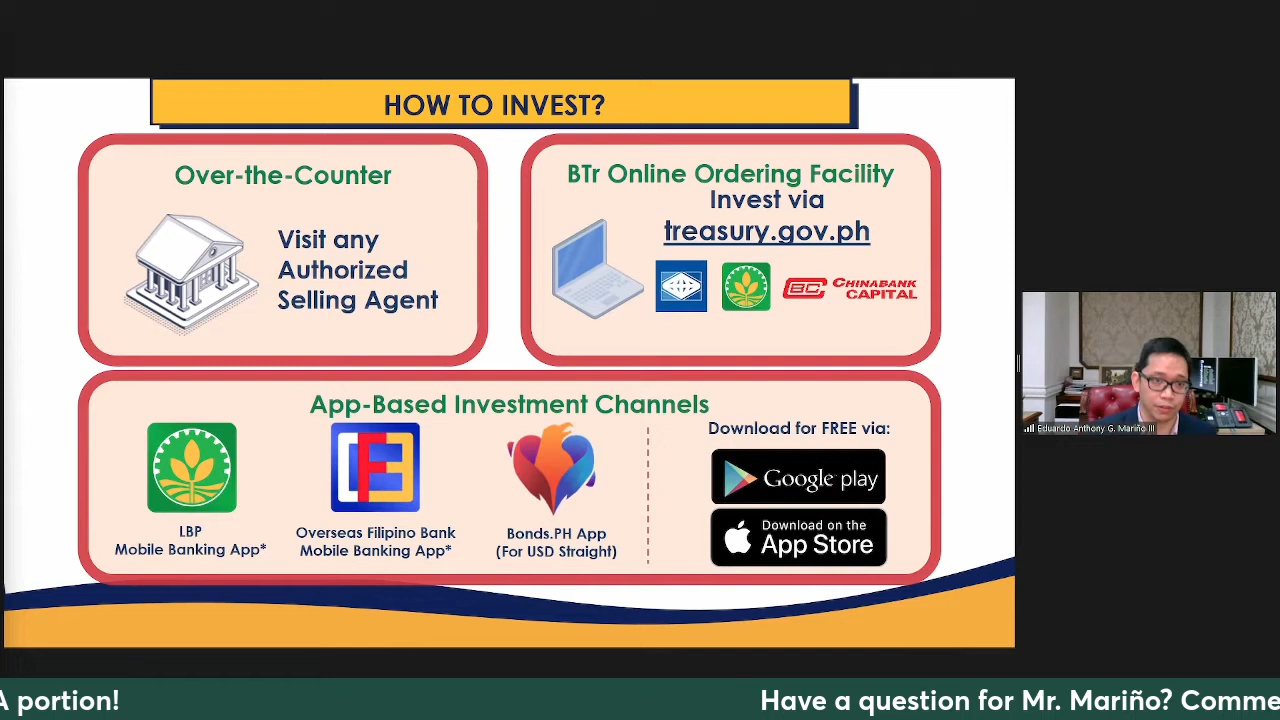 HOW TO INVEST?
Over-the-Counter
Visit any
Authorized
Selling Agent
BTr Online Ordering Facility
Invest via
treasury.gov.ph
CHINABANK
CAPITAL
App-Based Investment Channels
LBP
Mobile Banking App*
Overseas Filipino Bank
Mobile Banking App*
Bonds.PH App
(For USD Straight)
Download for FREE via:
Google play
Download on the
App Store
Eduardo Anthony G. Mariño III
A portion!
Have a question for Mr. Mariño? Comme